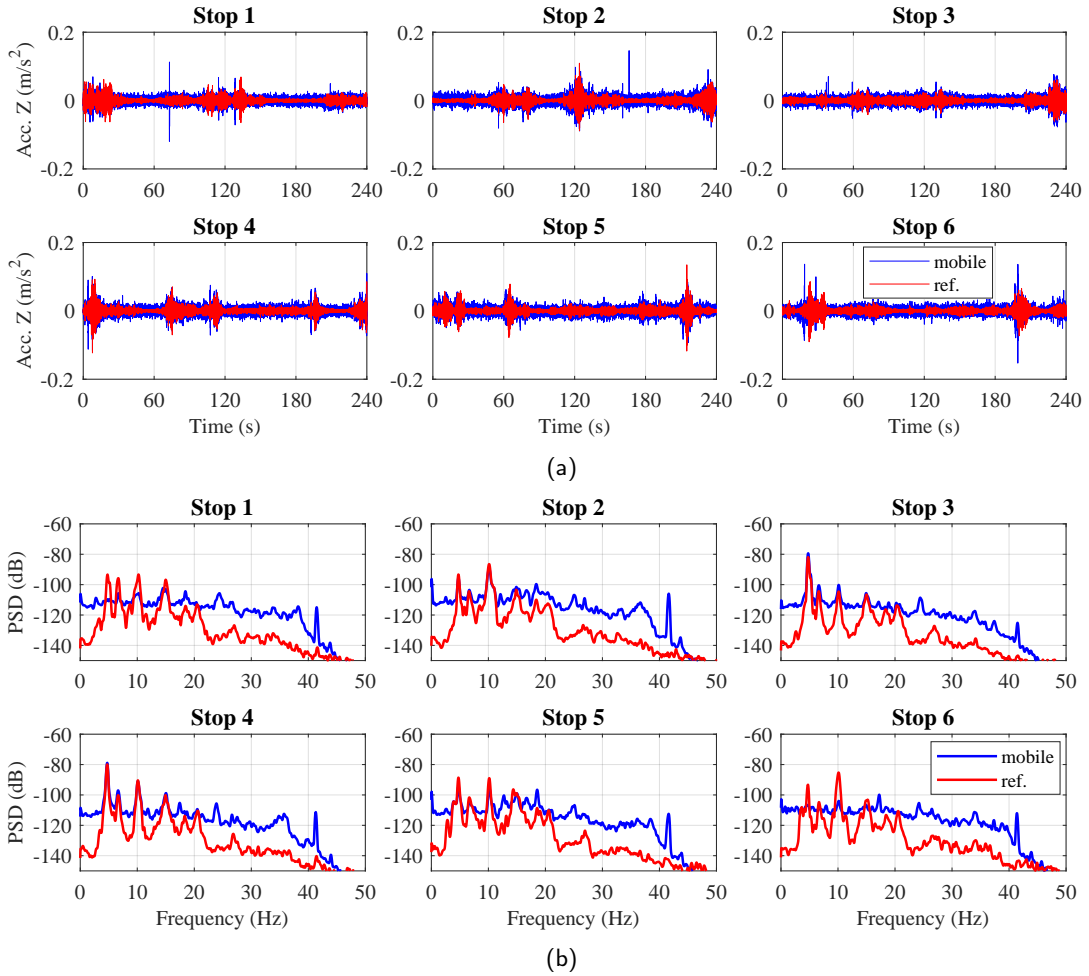 Stop 1 Stop 2 Stop 3
0.2 0.2 0.2
Acc. Z (m/s²)
0 0 0
-0.2 -0.2 -0.2
0 60 120 180 240 0 60 120 180 240 0 60 120 180 240
Stop 4 Stop 5 Stop 6
0.2 0.2 0.2
mobile
ref.
Acc. Z (m/s²)
0 0 0
-0.2 -0.2 -0.2
0 60 120 180 240 0 60 120 180 240 0 60 120 180 240
Time (s) Time (s) Time (s)
(a)
Stop 1 Stop 2 Stop 3
-60 -60 -60
-80 -80 -80
PSD (dB)
-100 -100 -100
-120 -120 -120
-140 -140 -140
0 10 20 30 40 50 0 10 20 30 40 50 0 10 20 30 40 50
Stop 4 Stop 5 Stop 6
-60 -60 -60
mobile
ref.
-80 -80 -80
PSD (dB)
-100 -100 -100
-120 -120 -120
-140 -140 -140
0 10 20 30 40 50 0 10 20 30 40 50 0 10 20 30 40 50
Frequency (Hz) Frequency (Hz) Frequency (Hz)
(b)